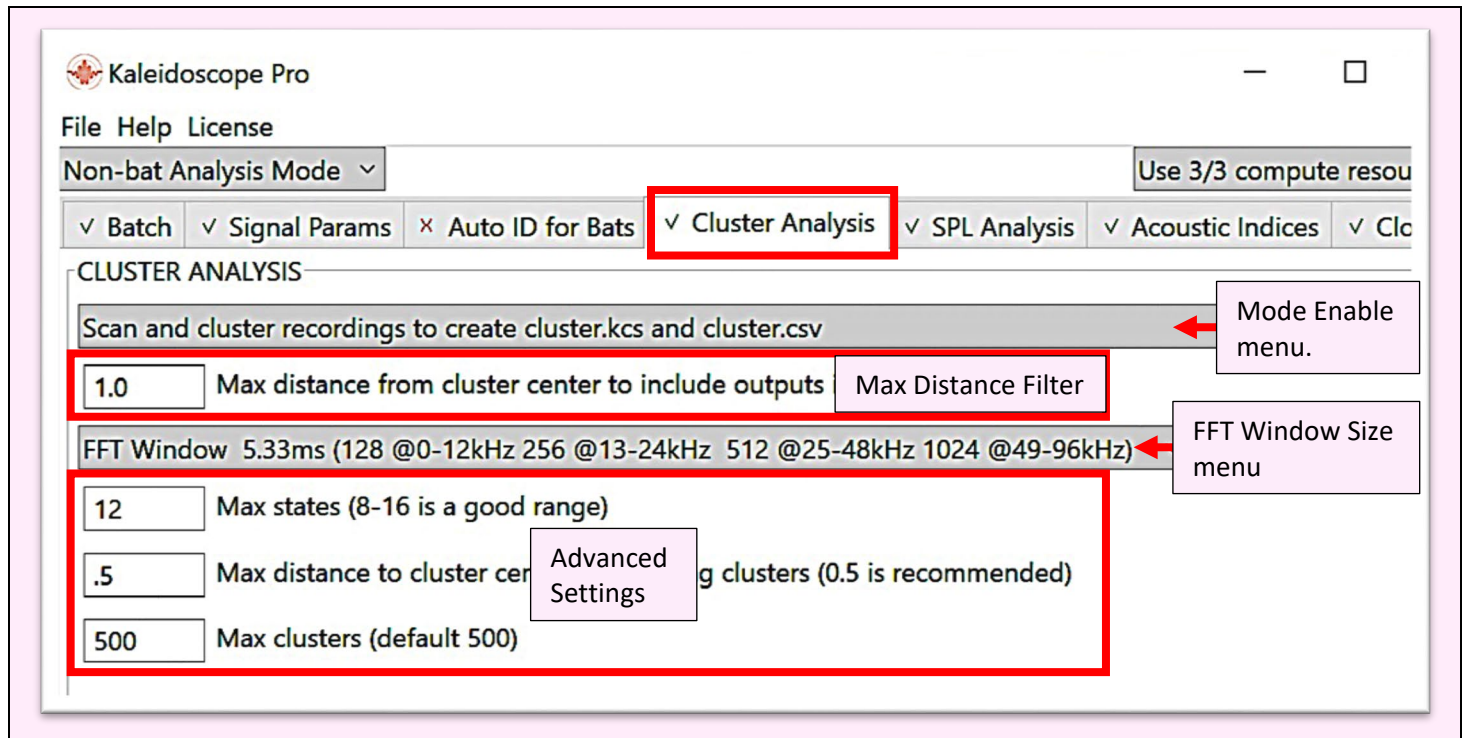 Kaleidoscope Pro
File Help License
Non-bat Analysis Mode
Use 3/3 compute resou
√ Batch √ Signal Params × Auto ID for Bats √ Cluster Analysis √ SPL Analysis √ Acoustic Indices √ Clo
CLUSTER ANALYSIS
Scan and cluster recordings to create cluster.kcs and cluster.csv
Mode Enable
menu.
1.0 Max distance from cluster center to include outputs
Max Distance Filter
FFT Window 5.33ms (128 @0-12kHz 256 @13-24kHz 512 @25-48kHz 1024 @49-96kHz)
FFT Window Size
menu
12 Max states (8-16 is a good range)
.5 Max distance to cluster cen g clusters (0.5 is recommended)
Advanced
Settings
500 Max clusters (default 500)